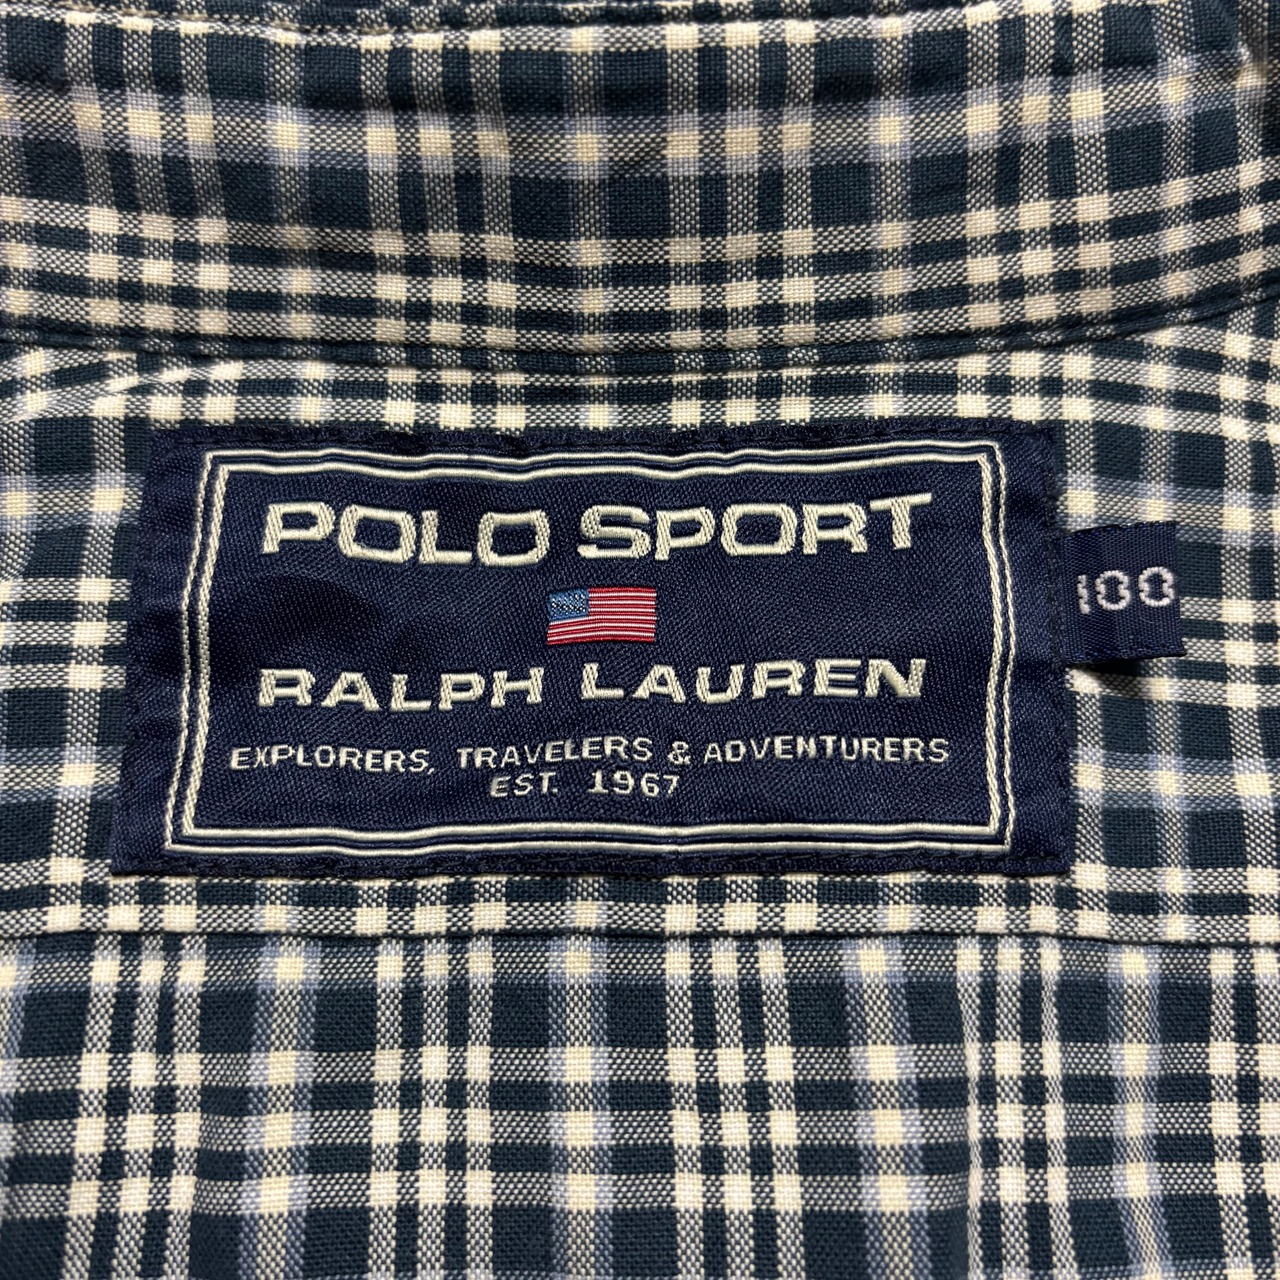 POLO SPORT
RALPH LAUREN
EXPLORERS, TRAVELERS & ADVENTURERS
EST. 1967
100